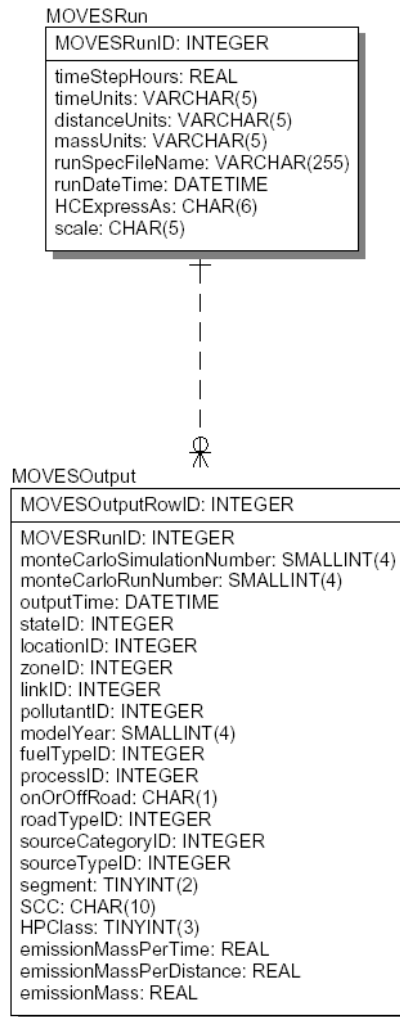 MOVESRun
MOVESRunID: INTEGER
timeStepHours: REAL
timeUnits: VARCHAR(5)
distanceUnits: VARCHAR(5)
massUnits: VARCHAR(5)
runSpecFileName: VARCHAR(255)
runDateTime: DATETIME
HCExpressAs: CHAR(6)
scale: CHAR(5)
MOVESOutput
MOVESOutputRowID: INTEGER
MOVESRunID: INTEGER
monteCarloSimulationNumber: SMALLINT(4)
monteCarloRunNumber: SMALLINT(4)
outputTime: DATETIME
stateID: INTEGER
locationID: INTEGER
zoneID: INTEGER
linkID: INTEGER
pollutantID: INTEGER
modelYear: SMALLINT(4)
fuelTypeID: INTEGER
processID: INTEGER
onOrOffRoad: CHAR(1)
roadTypeID: INTEGER
sourceCategoryID: INTEGER
sourceTypeID: INTEGER
segment: TINYINT(2)
SCC: CHAR(10)
HPClass: TINYINT(3)
emissionMassPerTime: REAL
emissionMassPerDistance: REAL
emissionMass: REAL